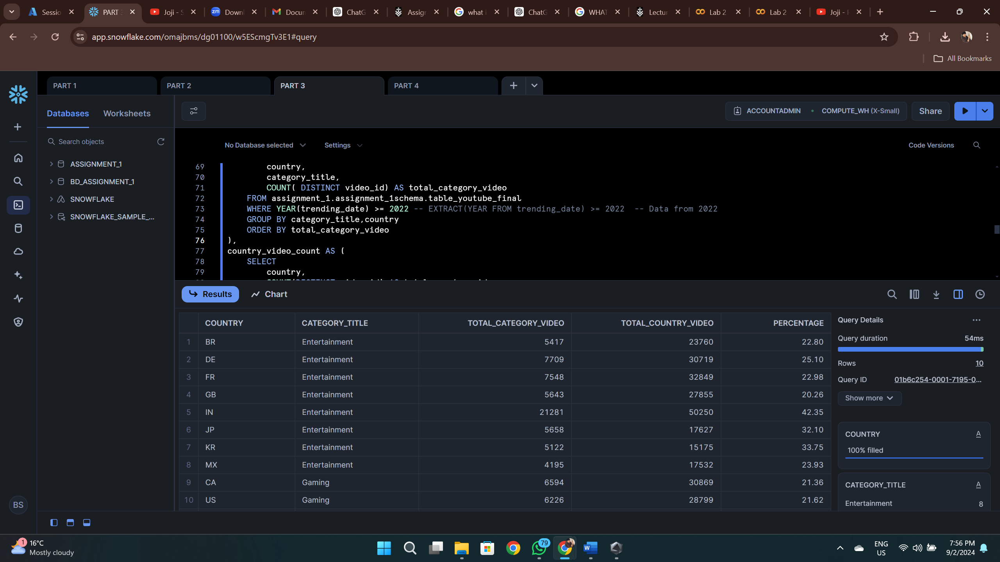 Sessio
PART 3
Joji - S
Downl
Docum
ChatG
Assign
what i
ChatG
WHAT
Lectur
Lab 2
Lab 2
Joji - F
app.snowflake.com/omajbms/dg01100/w5EScmgTv3E1#query
All Bookmarks
PART 1
PART 2
PART 3
PART 4
Databases
Worksheets
ACCOUNTADMIN
COMPUTE_WH (X-Small)
Share
Search objects
No Database selected
Settings
Code Versions
ASSIGNMENT_1
BD_ASSIGNMENT_1
SNOWFLAKE
SNOWFLAKE_SAMPLE_...
69 country,
70 category_title,
71 COUNT( DISTINCT video_id) AS total_category_video
72 FROM assignment_1.assignment_1schema.table_youtube_final
73 WHERE YEAR(trending_date) >= 2022 -- EXTRACT(YEAR FROM trending_date) >= 2022  -- Data from 2022
74 GROUP BY category_title,country
75 ORDER BY total_category_video
76 ),
77 country_video_count AS (
78 SELECT
79 country,
Results
Chart
COUNTRY CATEGORY_TITLE TOTAL_CATEGORY_VIDEO TOTAL_COUNTRY_VIDEO PERCENTAGE
1 BR Entertainment 5417 23760 22.80
2 DE Entertainment 7709 30719 25.10
3 FR Entertainment 7548 32849 22.98
4 GB Entertainment 5643 27855 20.26
5 IN Entertainment 21281 50250 42.35
6 JP Entertainment 5658 17627 32.10
7 KR Entertainment 5122 15175 33.75
8 MX Entertainment 4195 17532 23.93
9 CA Gaming 6594 30869 21.36
10 US Gaming 6226 28799 21.62
Query Details
Query duration 54ms
Rows 10
Query ID 01b6c254-0001-7195-0...
Show more
COUNTRY A
100% filled
CATEGORY_TITLE A
Entertainment 8
BS
1
16°C
Mostly cloudy
79
ENG
US
7:56 PM
9/2/2024